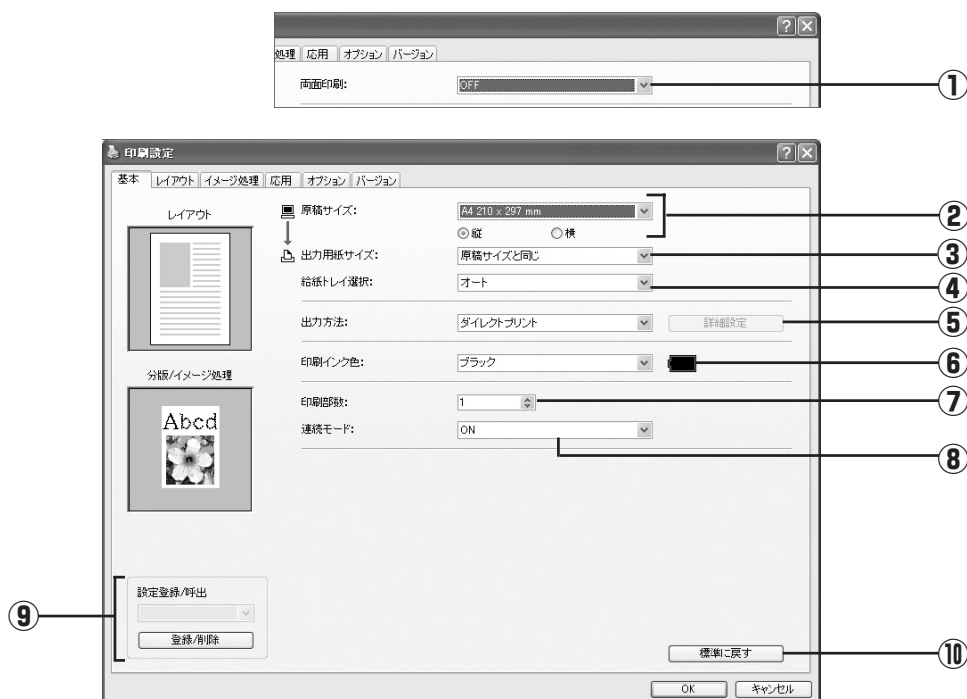 処理 応用 オプション バージョン
両面印刷: OFF ①
印刷設定
基本 レイアウト イメージ処理 応用 オプション バージョン
レイアウト
原稿サイズ: A4 210 x 297 mm ②
縦 横
出力用紙サイズ: 原稿サイズと同じ ③
給紙トレイ選択: オート ④
出力方法: ダイレクトプリント 詳細設定 ⑤
分版/イメージ処理
Abcd
印刷インク色: ブラック ⑥
印刷部数: 1 ⑦
連続モード: ON ⑧
設定登録/呼出 ⑨
登録/削除
標準に戻す ⑩
OK キャンセル